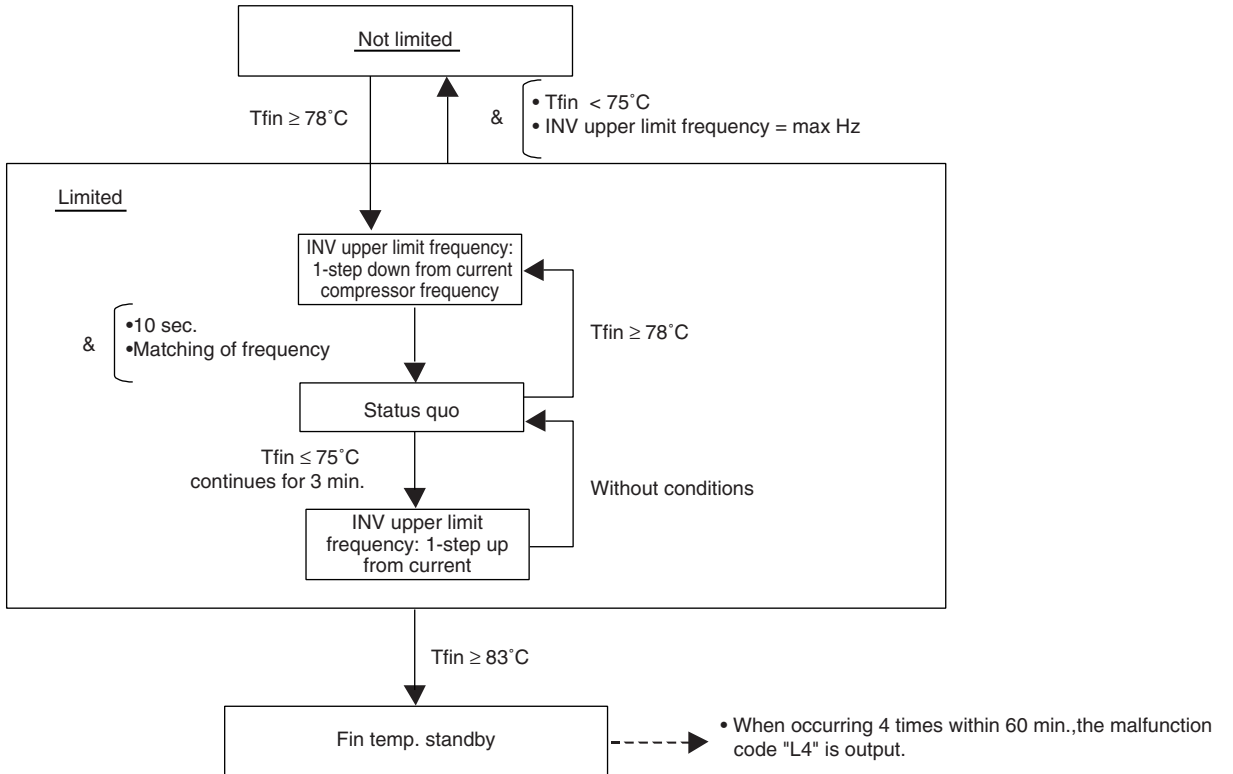 Not limited
Tfin ≥ 78˚C
&
• Tfin < 75˚C
• INV upper limit frequency = max Hz
Limited
INV upper limit frequency:
1-step down from current
compressor frequency
&
•10 sec.
•Matching of frequency
Tfin ≥ 78˚C
Status quo
Tfin ≤ 75˚C
continues for 3 min.
Without conditions
INV upper limit
frequency: 1-step up
from current
Tfin ≥ 83˚C
Fin temp. standby
• When occurring 4 times within 60 min.,the malfunction
code "L4" is output.